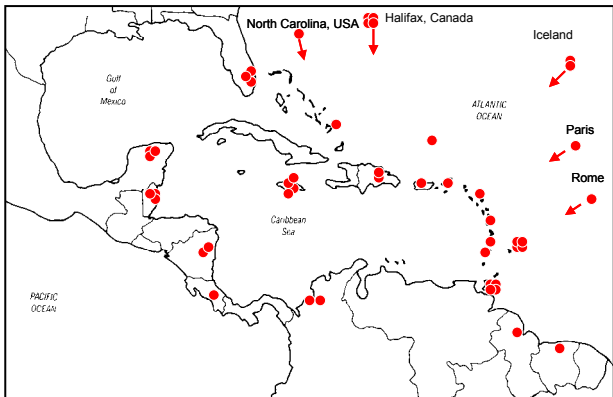 North Carolina, USA
Halifax, Canada
Iceland
Gulf
of
Mexico
ATLANTIC
OCEAN
Paris
Rome
Caribbean
Sea
PACIFIC
OCEAN